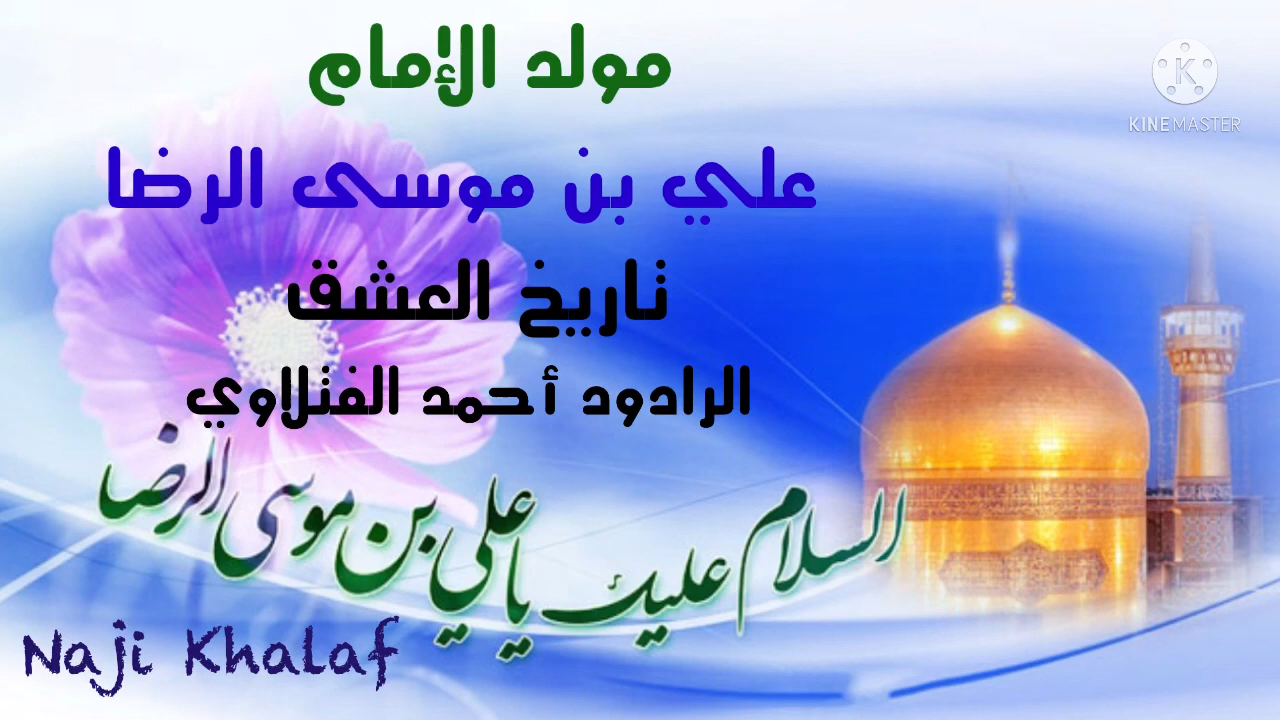 مولد الإمام
KINEMASTER
علي بن موسى الرضا
تاريخ العشق
الرادود أحمد الفتلاوي
السلام عليك يا علي بن موسى الرضا
Naji Khalaf